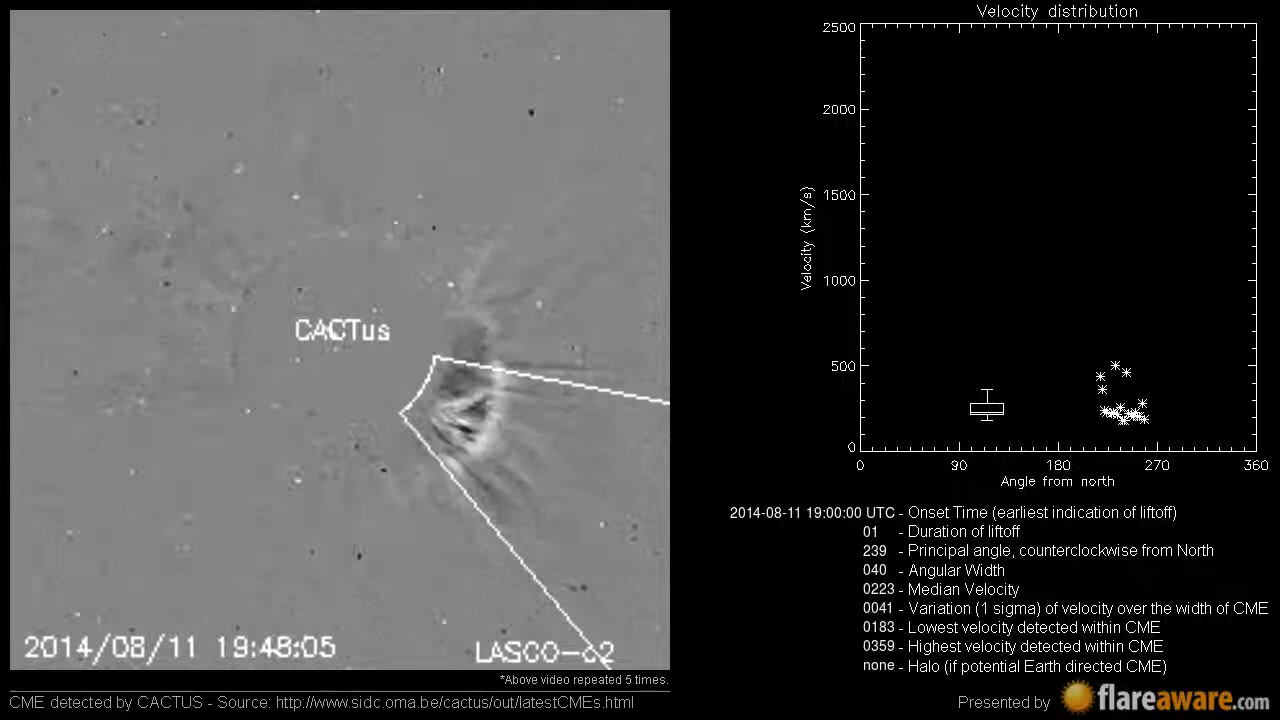 CACTus
2014/08/11 19:48:05
LASCO-c2
*Above video repeated 5 times.
CME detected by CACTUS - Source: http://www.sidc.oma.be/cactus/out/latestCMEs.html
Velocity distribution
Velocity (km/s)
2500
2000
1500
1000
500
0
0 90 180 270 360
Angle from north
2014-08-11 19:00:00 UTC - Onset Time (earliest indication of liftoff)
01 - Duration of liftoff
239 - Principal angle, counterclockwise from North
040 - Angular Width
0223 - Median Velocity
0041 - Variation (1 sigma) of velocity over the width of CME
0183 - Lowest velocity detected within CME
0359 - Highest velocity detected within CME
none - Halo (if potential Earth directed CME)
Presented by flareaware.com